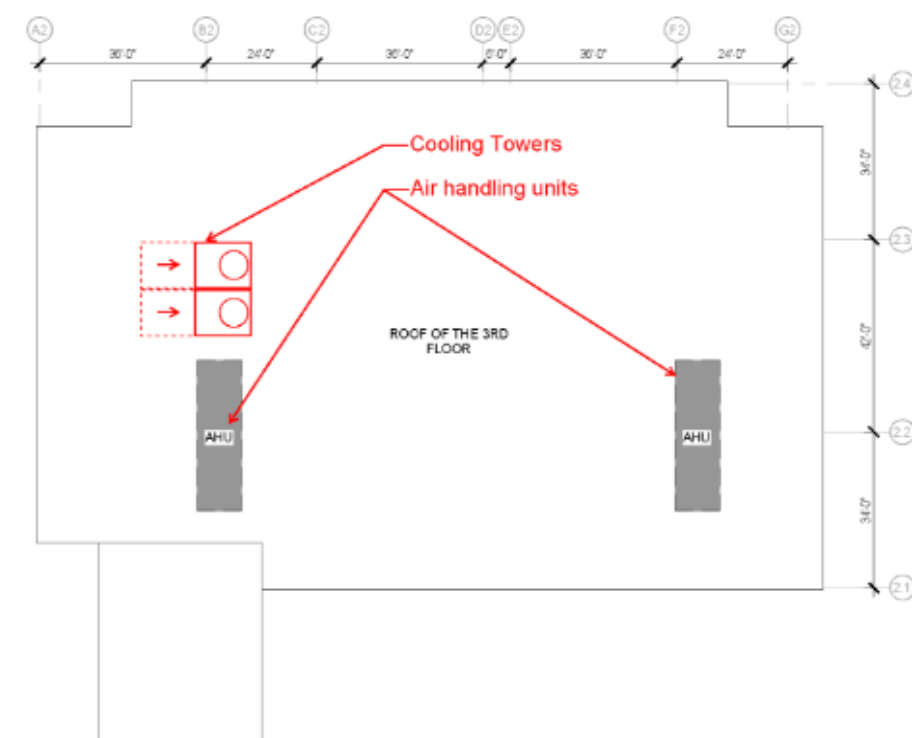 A2 B2 C2 D2 E2 F2 G2
36'-0" 24'-0" 36'-0" 6'-0" 36'-0" 24'-0"
2.4
Cooling Towers
34'-0"
Air handling units
2.3
ROOF OF THE 3RD
FLOOR
42'-0"
AHU AHU
2.2
34'-0"
2.1